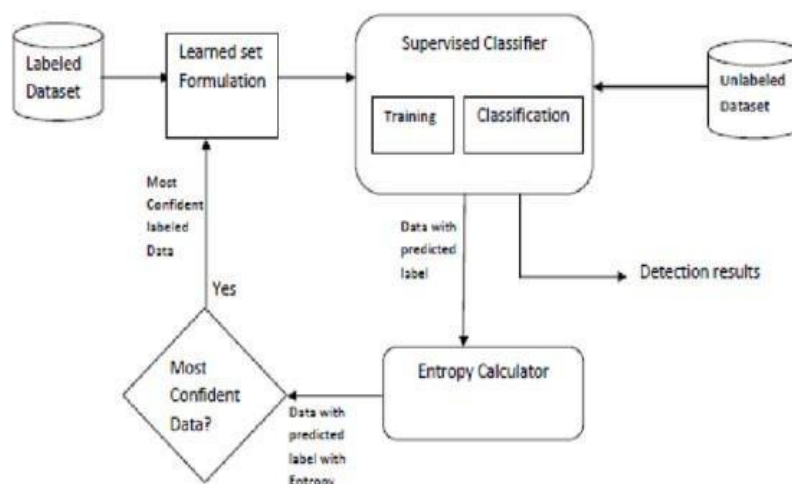 Labeled
Dataset
Learned set
Formulation
Supervised Classifier
Training
Classification
Unlabeled
Dataset
Most
Confident
labeled
Data
Data with
predicted
label
Detection results
Yes
Most
Confident
Data?
Entropy Calculator
Data with
predicted
label with
Entropy